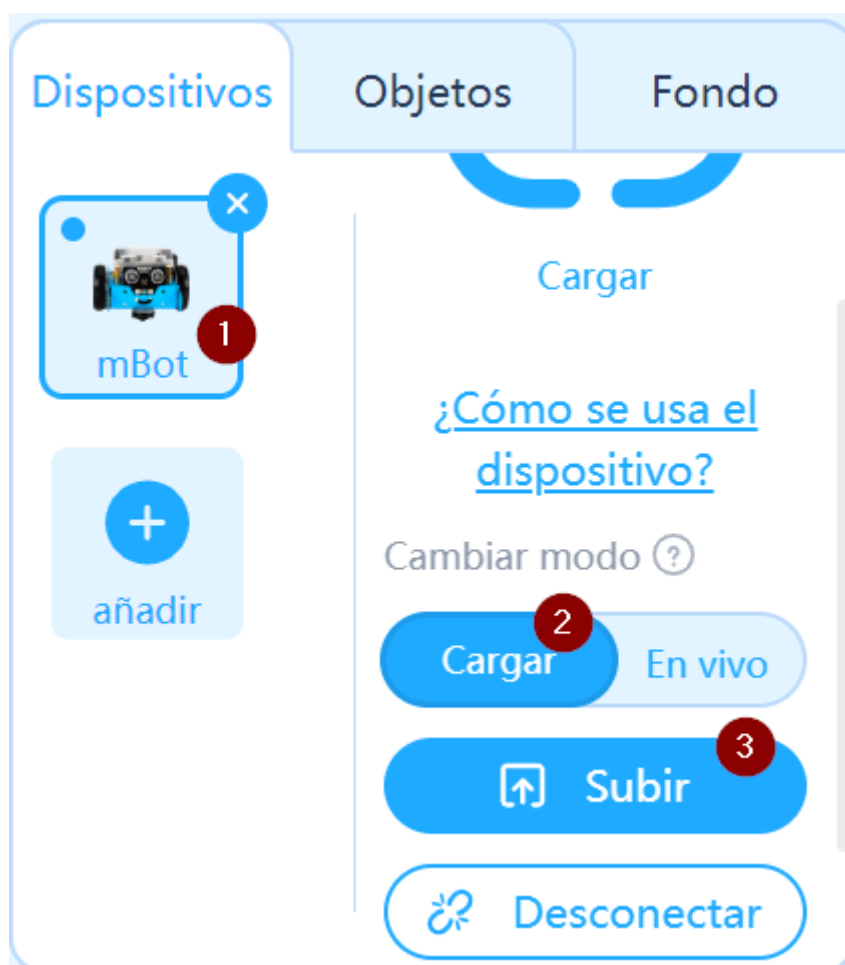 Dispositivos
Objetos
Fondo
mBot
1
añadir
Cargar
¿Cómo se usa el
dispositivo?
Cambiar modo ?
2
Cargar
En vivo
3
Subir
Desconectar